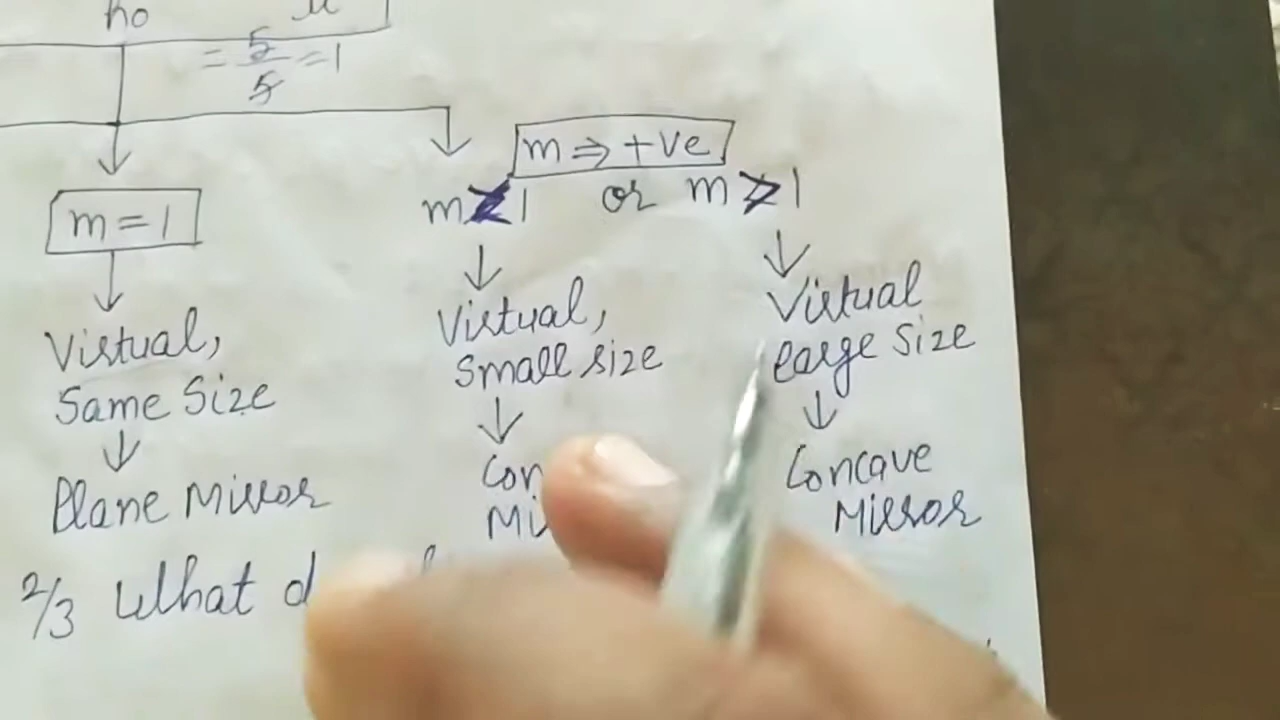 ho u
= 5/5 = 1
m ⇒ +ve
m = 1
m < 1 or m > 1
Virtual,
Same Size
Virtual,
Small size
Virtual
large Size
Plane Mirror
Concave
Mirror
2/3 What